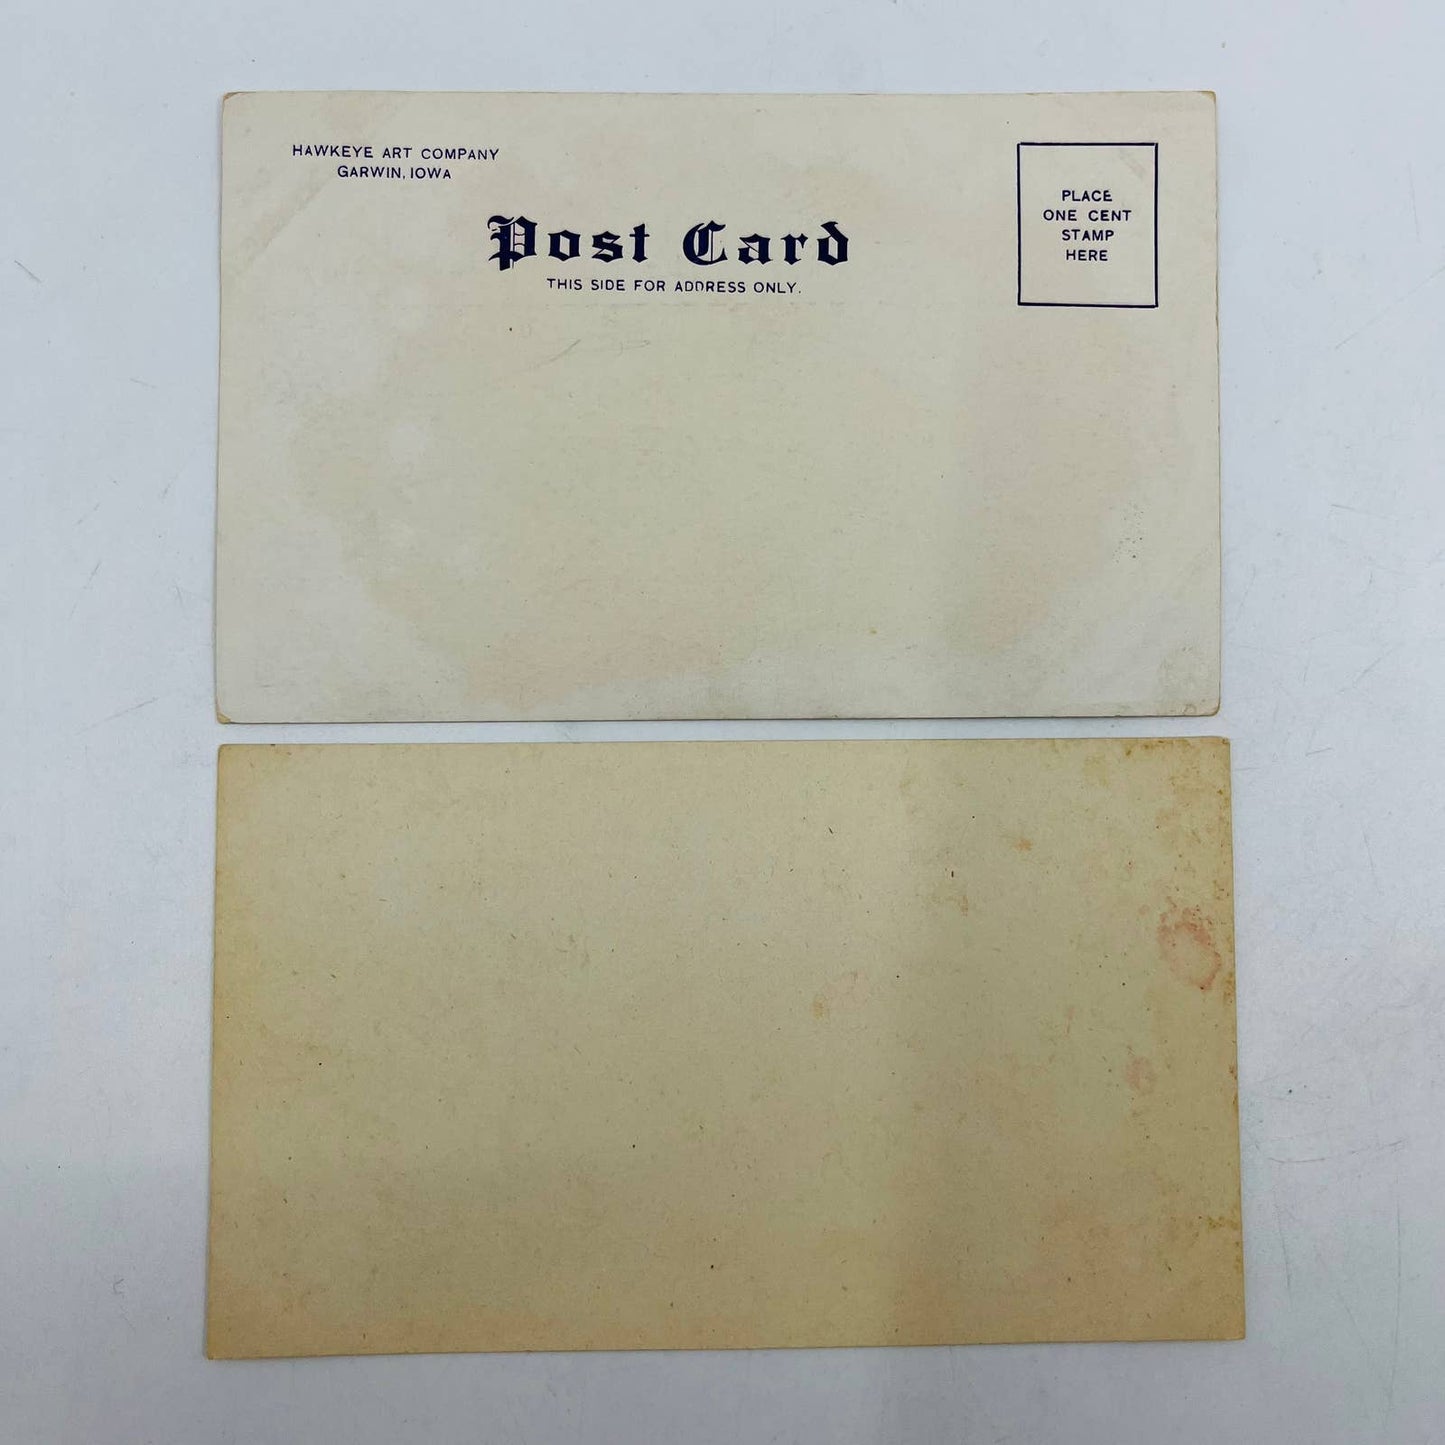 HAWKEYE ART COMPANY
GARWIN, IOWA
Post Card
THIS SIDE FOR ADDRESS ONLY.
PLACE
ONE CENT
STAMP
HERE